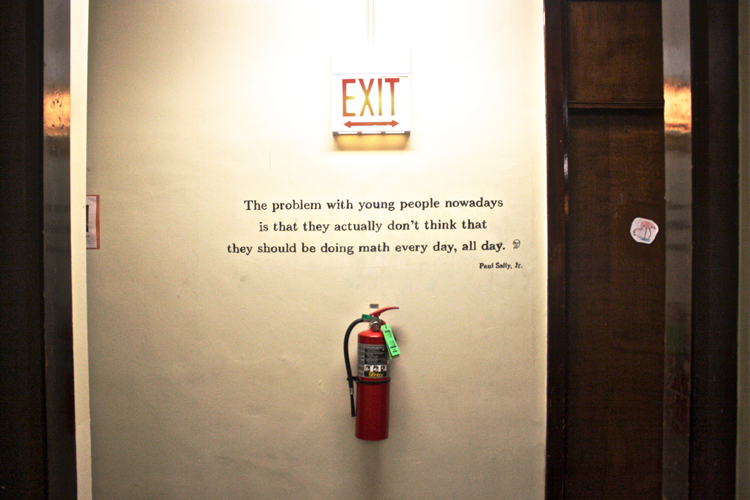 EXIT
The problem with young people nowadays
is that they actually don't think that
they should be doing math every day, all day.
Paul Sally, Jr.